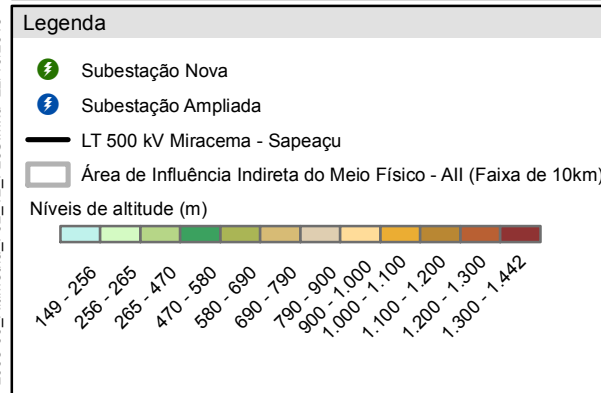 Legenda
Subestação Nova
Subestação Ampliada
LT 500 kV Miracema - Sapeaçu
Área de Influência Indireta do Meio Físico - AII (Faixa de 10km)
Níveis de altitude (m)
149 - 256
256 - 265
265 - 470
470 - 580
580 - 690
690 - 790
790 - 900
900 - 1.000
1.000 - 1.100
1.100 - 1.200
1.200 - 1.300
1.300 - 1.442